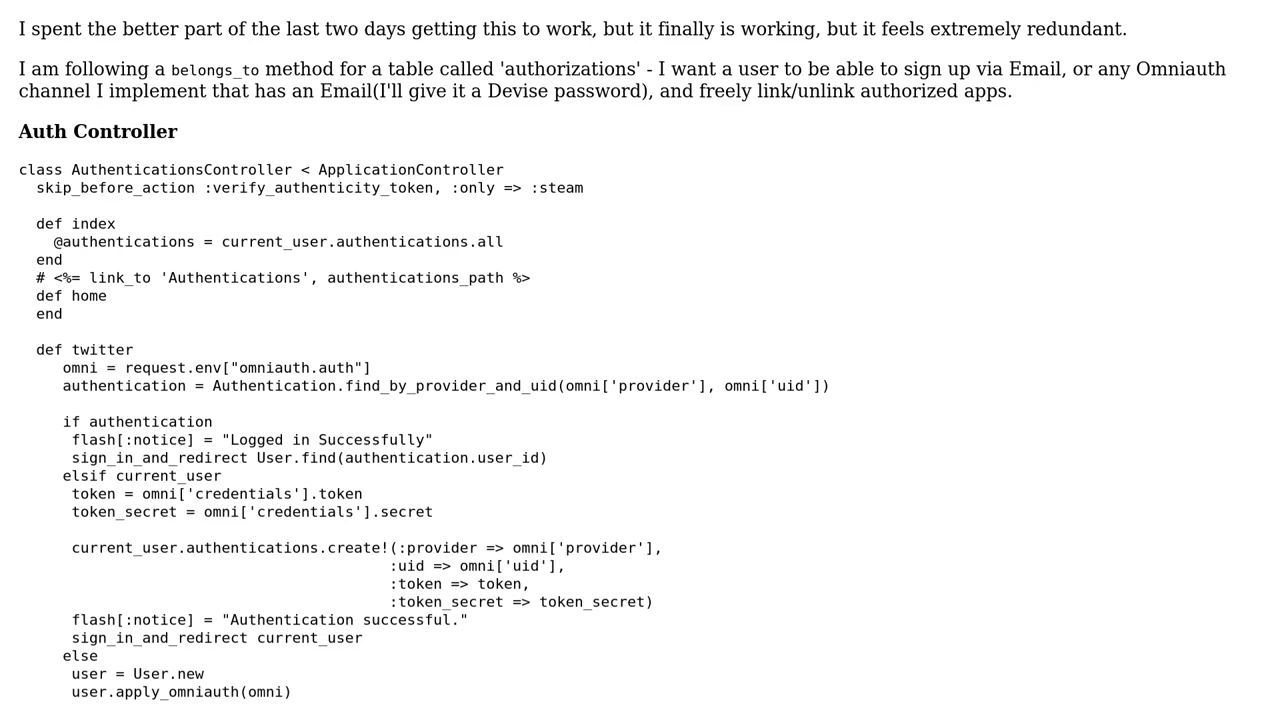 I spent the better part of the last two days getting this to work, but it finally is working, but it feels extremely redundant.
I am following a belongs_to method for a table called 'authorizations' - I want a user to be able to sign up via Email, or any Omniauth
channel I implement that has an Email(I'll give it a Devise password), and freely link/unlink authorized apps.
Auth Controller
class AuthenticationsController < ApplicationController
  skip_before_action :verify_authenticity_token, :only => :steam

  def index
    @authentications = current_user.authentications.all
  end
  # <%= link_to 'Authentications', authentications_path %>
  def home
  end

  def twitter
     omni = request.env["omniauth.auth"]
     authentication = Authentication.find_by_provider_and_uid(omni['provider'], omni['uid'])

     if authentication
      flash[:notice] = "Logged in Successfully"
      sign_in_and_redirect User.find(authentication.user_id)
     elsif current_user
      token = omni['credentials'].token
      token_secret = omni['credentials'].secret

      current_user.authentications.create!(:provider => omni['provider'],
                                          :uid => omni['uid'],
                                          :token => token,
                                          :token_secret => token_secret)
      flash[:notice] = "Authentication successful."
      sign_in_and_redirect current_user
     else
      user = User.new
      user.apply_omniauth(omni)